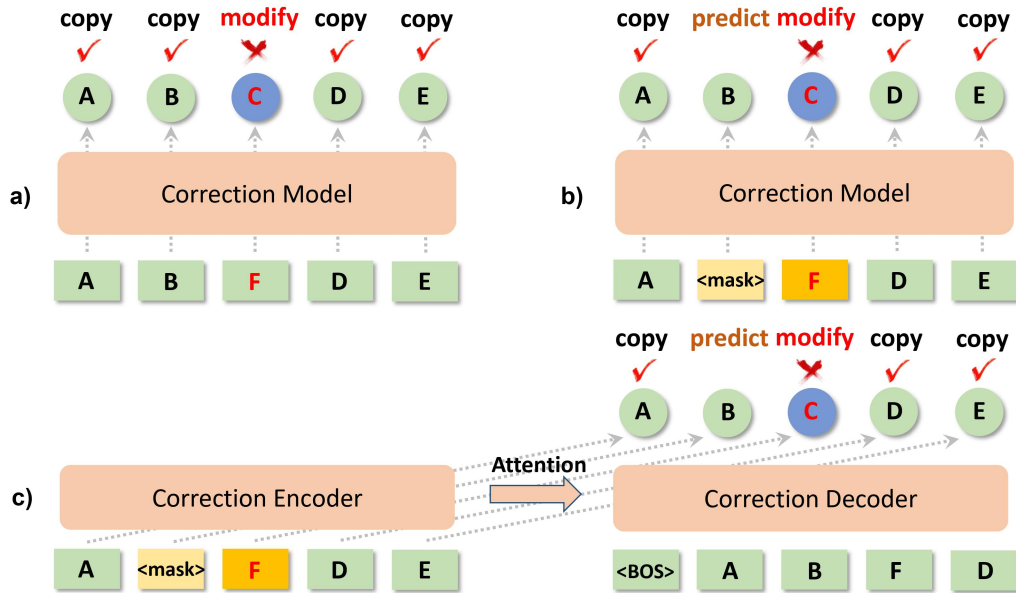 copy copy modify copy copy
A B C D E
a) Correction Model
A B F D E
copy predict modify copy copy
A B C D E
b) Correction Model
A <mask> F D E
copy predict modify copy copy
A B C D E
Attention
c) Correction Encoder Correction Decoder
A <mask> F D E
<BOS> A B F D